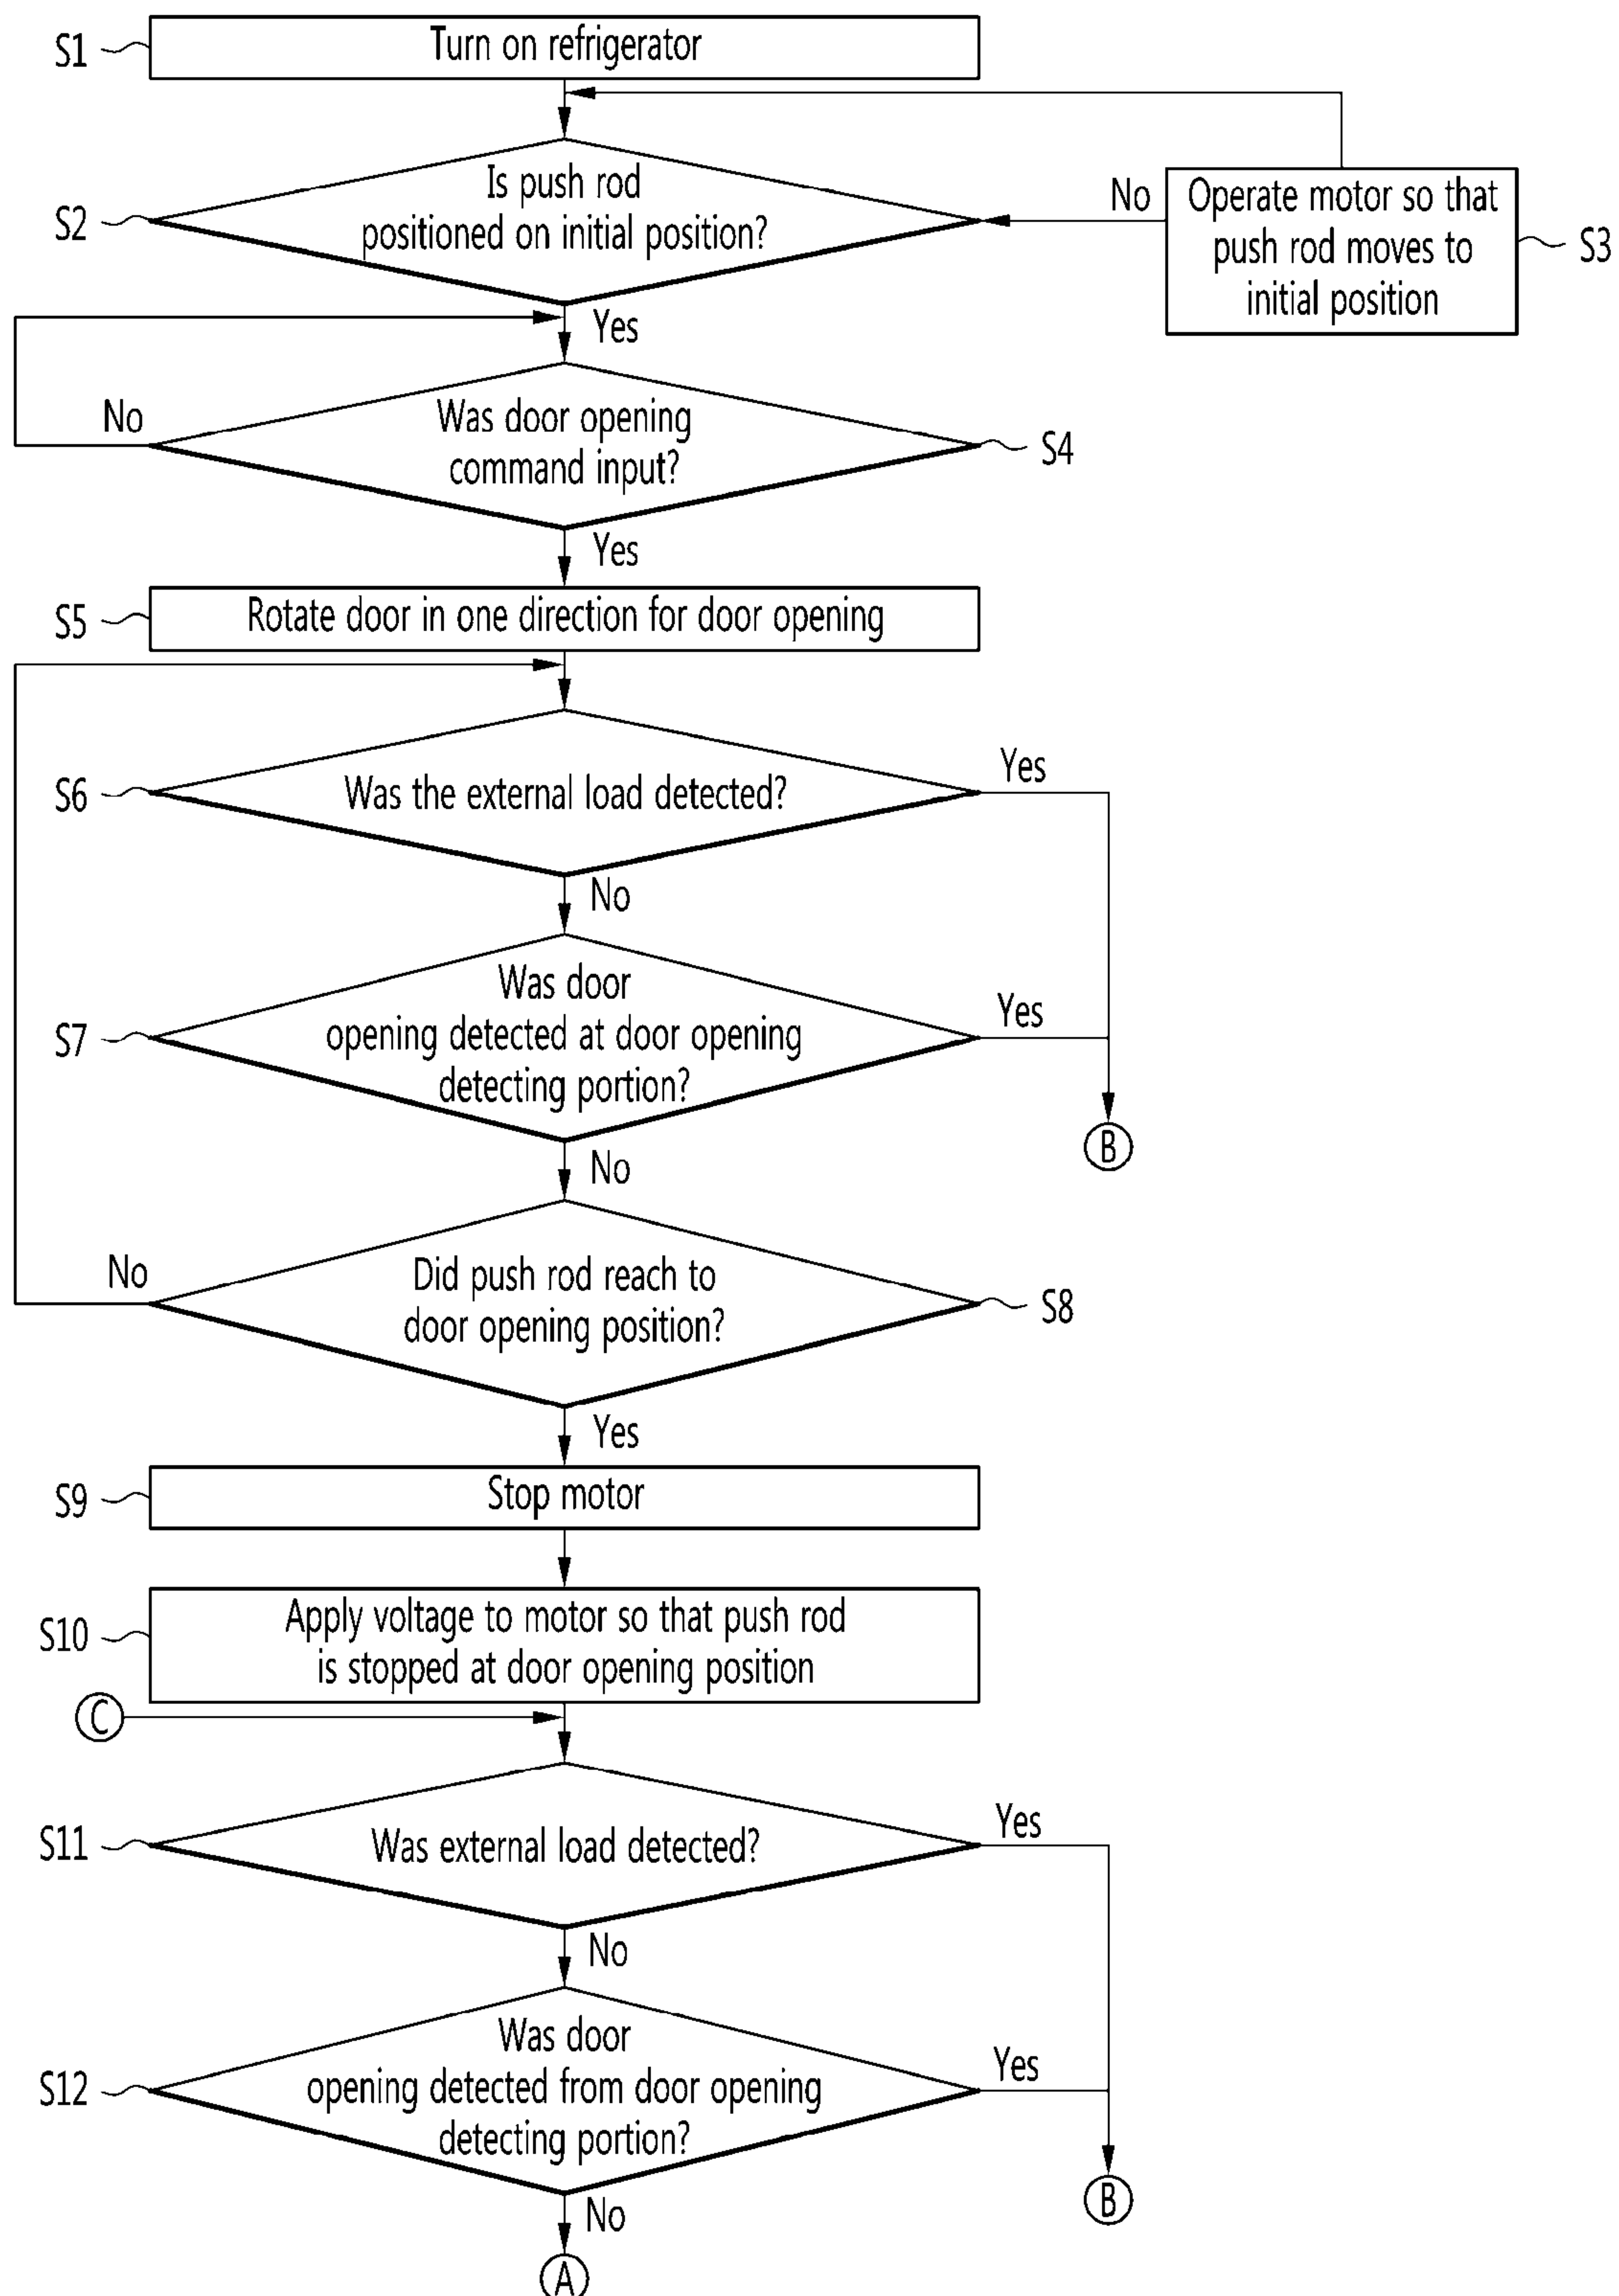 S1
Turn on refrigerator
S2
Is push rod
positioned on initial position?
No
Operate motor so that
push rod moves to
initial position
S3
Yes
No
Was door opening
command input?
S4
Yes
S5
Rotate door in one direction for door opening
S6
Was the external load detected?
Yes
No
S7
Was door
opening detected at door opening
detecting portion?
Yes
B
No
No
Did push rod reach to
door opening position?
S8
Yes
S9
Stop motor
S10
Apply voltage to motor so that push rod
is stopped at door opening position
C
S11
Was external load detected?
Yes
No
S12
Was door
opening detected from door opening
detecting portion?
Yes
B
No
A